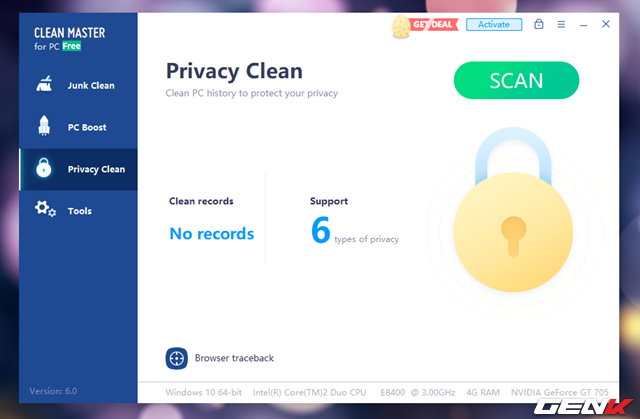 CLEAN MASTER
for PC Free
GET DEAL
Activate
Junk Clean
PC Boost
Privacy Clean
Tools
Version: 6.0
Privacy Clean
Clean PC history to protect your privacy
SCAN
Clean records
No records
Support
6 types of privacy
Browser traceback
Windows 10 64-bit Intel(R) Core(TM)2 Duo CPU E8400 @ 3.00GHz 4G RAM NVIDIA GeForce GT 705
GENK